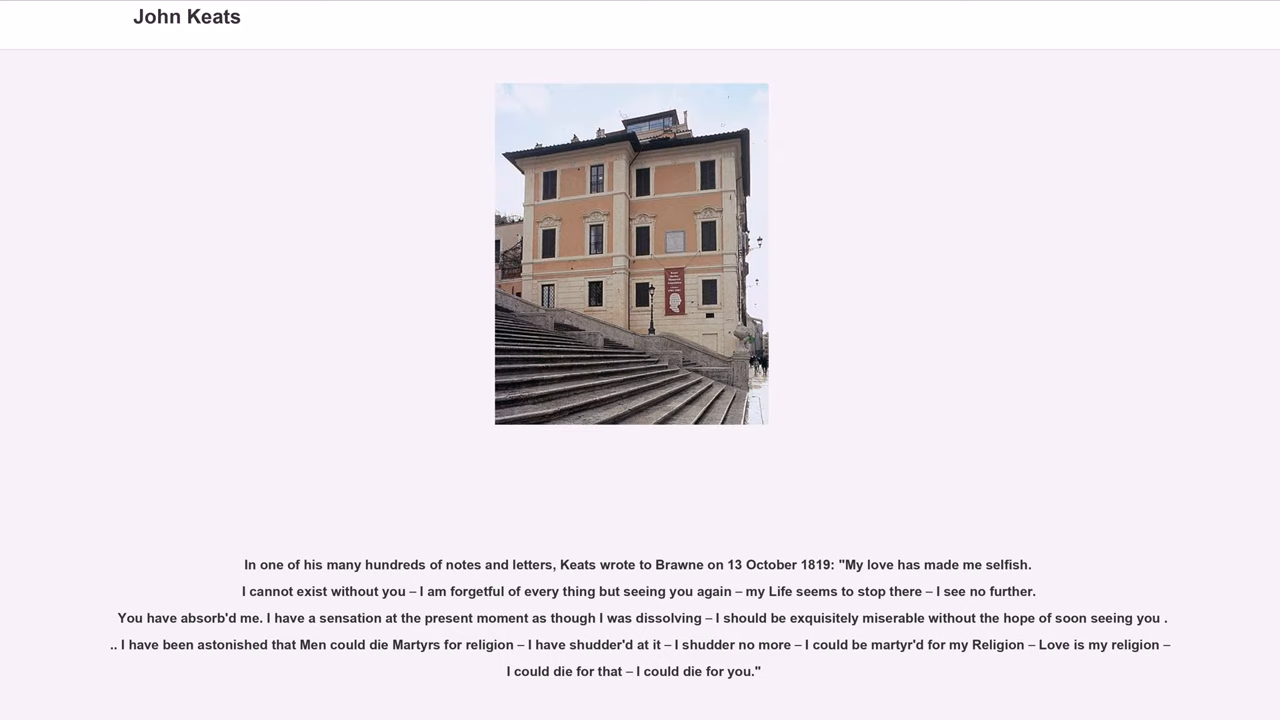 John Keats
In one of his many hundreds of notes and letters, Keats wrote to Brawne on 13 October 1819: "My love has made me selfish.
I cannot exist without you – I am forgetful of every thing but seeing you again – my Life seems to stop there – I see no further.
You have absorb'd me. I have a sensation at the present moment as though I was dissolving – I should be exquisitely miserable without the hope of soon seeing you .
.. I have been astonished that Men could die Martyrs for religion – I have shudder'd at it – I shudder no more – I could be martyr'd for my Religion – Love is my religion –
I could die for that – I could die for you."